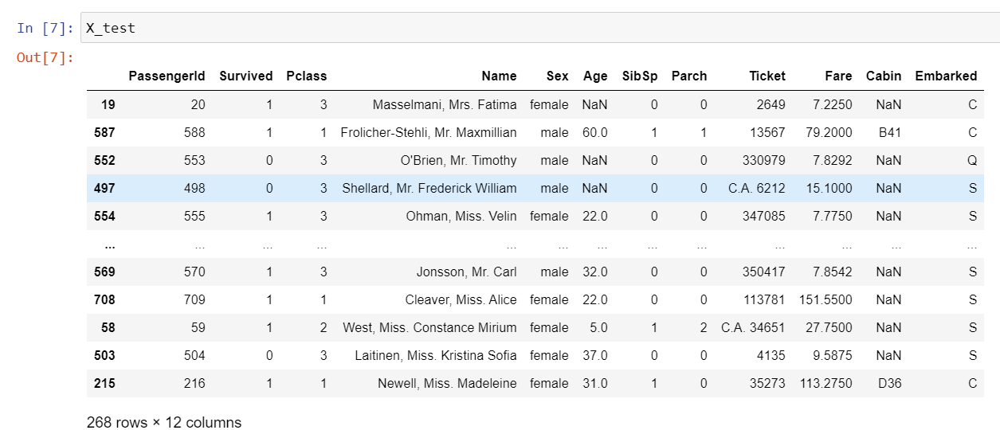 In [7]: X_test
Out[7]:
PassengerId Survived Pclass Name Sex Age SibSp Parch Ticket Fare Cabin Embarked
19 20 1 3 Masselmani, Mrs. Fatima female NaN 0 0 2649 7.2250 NaN C
587 588 1 1 Frolicher-Stehli, Mr. Maxmillian male 60.0 1 1 13567 79.2000 B41 C
552 553 0 3 O'Brien, Mr. Timothy male NaN 0 0 330979 7.8292 NaN Q
497 498 0 3 Shellard, Mr. Frederick William male NaN 0 0 C.A. 6212 15.1000 NaN S
554 555 1 3 Ohman, Miss. Velin female 22.0 0 0 347085 7.7750 NaN S
... ... ... ... ... ... ... ... ... ... ... ... ...
569 570 1 3 Jonsson, Mr. Carl male 32.0 0 0 350417 7.8542 NaN S
708 709 1 1 Cleaver, Miss. Alice female 22.0 0 0 113781 151.5500 NaN S
58 59 1 2 West, Miss. Constance Mirium female 5.0 1 2 C.A. 34651 27.7500 NaN S
503 504 0 3 Laitinen, Miss. Kristina Sofia female 37.0 0 0 4135 9.5875 NaN S
215 216 1 1 Newell, Miss. Madeleine female 31.0 1 0 35273 113.2750 D36 C
268 rows × 12 columns